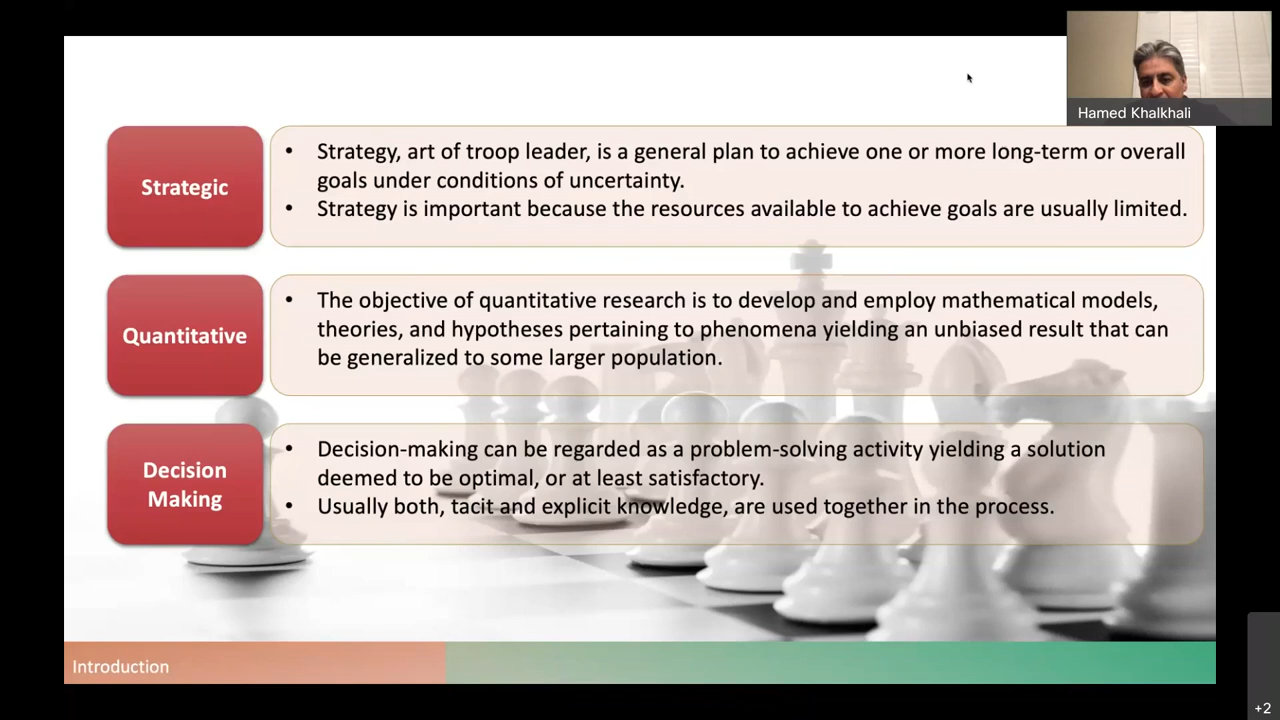 Hamed Khalkhali
Strategic
• Strategy, art of troop leader, is a general plan to achieve one or more long-term or overall
goals under conditions of uncertainty.
• Strategy is important because the resources available to achieve goals are usually limited.
Quantitative
• The objective of quantitative research is to develop and employ mathematical models,
theories, and hypotheses pertaining to phenomena yielding an unbiased result that can
be generalized to some larger population.
Decision
Making
• Decision-making can be regarded as a problem-solving activity yielding a solution
deemed to be optimal, or at least satisfactory.
• Usually both, tacit and explicit knowledge, are used together in the process.
Introduction
+2